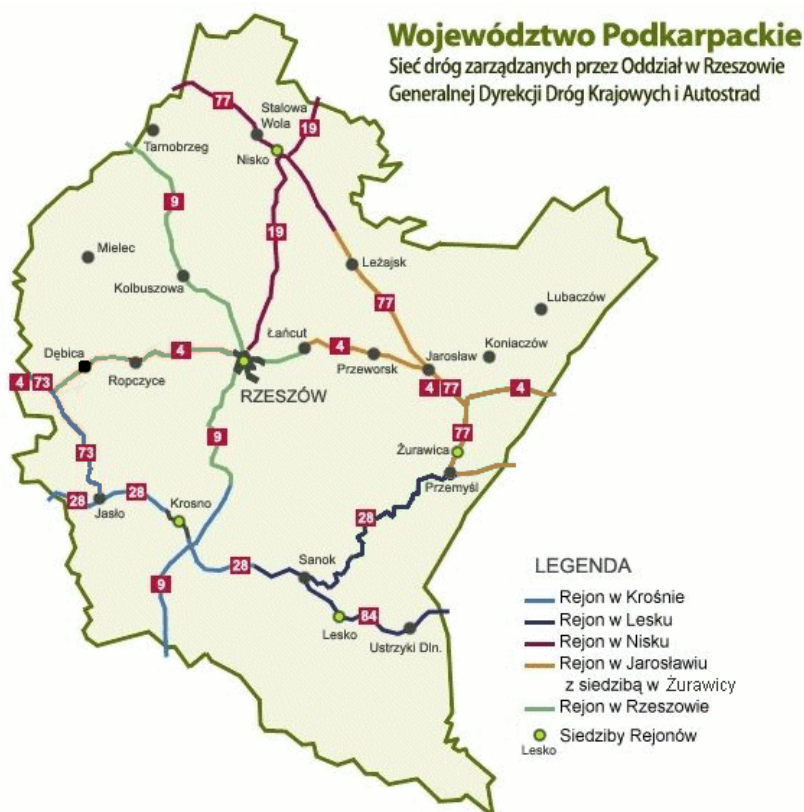 Województwo Podkarpackie
Sieć dróg zarządzanych przez Oddział w Rzeszowie
Generalnej Dyrekcji Dróg Krajowych i Autostrad
77
Stalowa
Wola
19
Tarnobrzeg
Nisko
9
19
Mielec
Leżajsk
Kolbuszowa
77
Lubaczów
Łańcut
4
4
Koniaczów
Dębica
Ropczyce
Przeworsk
Jarosław
4 73
RZESZÓW
4 77
4
9
77
73
Żurawica
Przemyśl
28
28
Krosno
Jasło
28
Sanok
28
9
84
Lesko
Ustrzyki Dln.
LEGENDA
Rejon w Krośnie
Rejon w Lesku
Rejon w Nisku
Rejon w Jarosławiu
z siedzibą w Żurawicy
Rejon w Rzeszowie
Siedziby Rejonów
Lesko